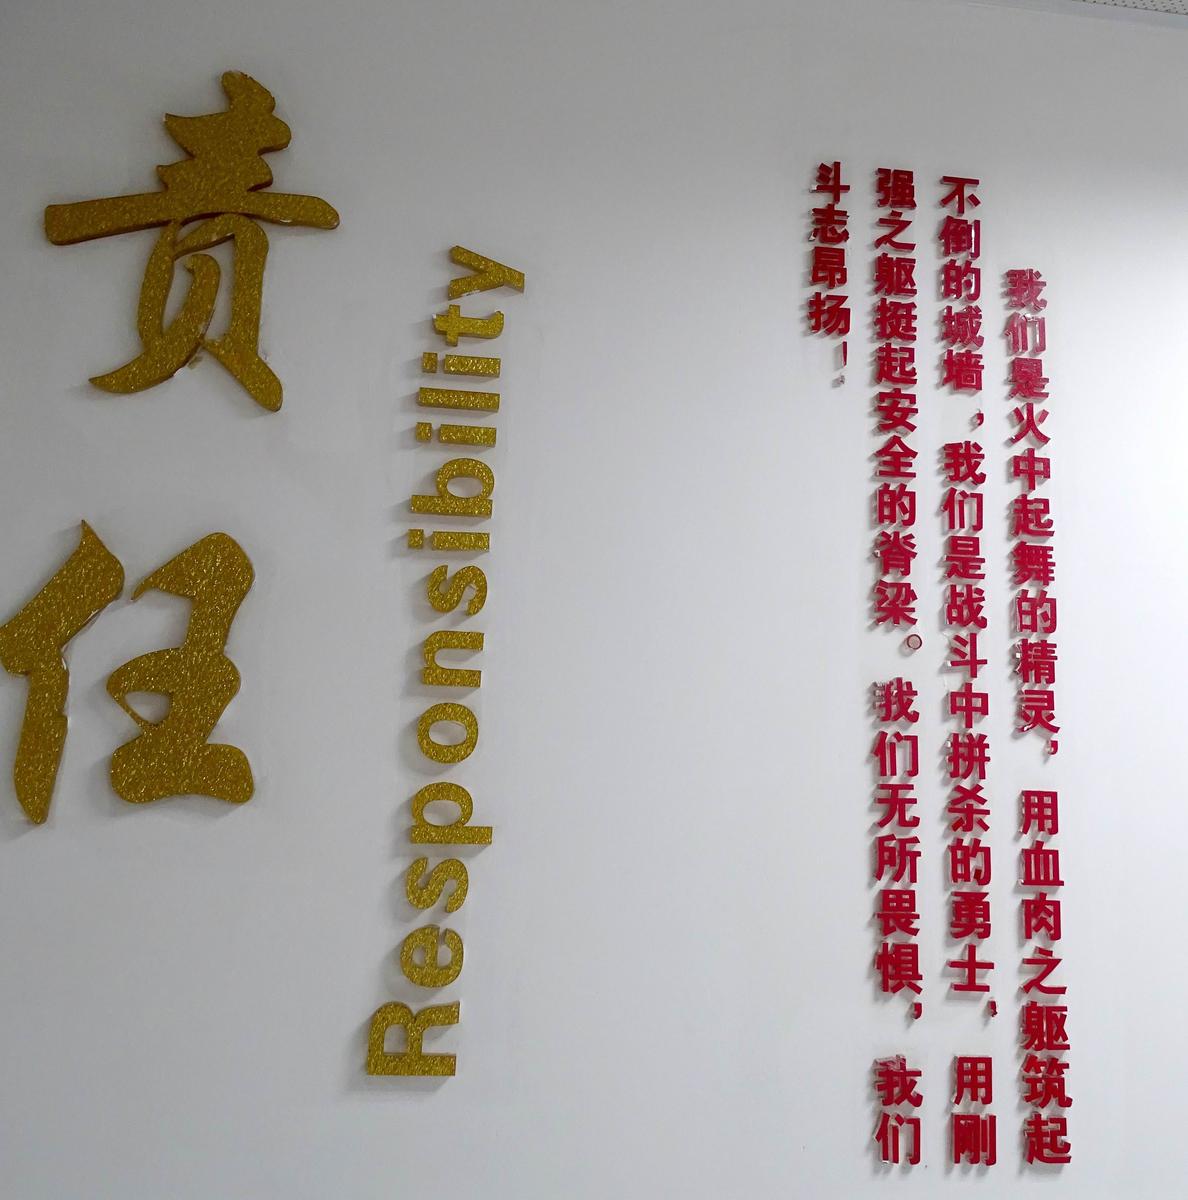 责任
Responsibility
我们是火中起舞的精灵，用血肉之躯筑起
不倒的城墙，我们是战斗中拼杀的勇士，用刚
强之躯挺起安全的脊梁。我们无所畏惧，我们
斗志昂扬！